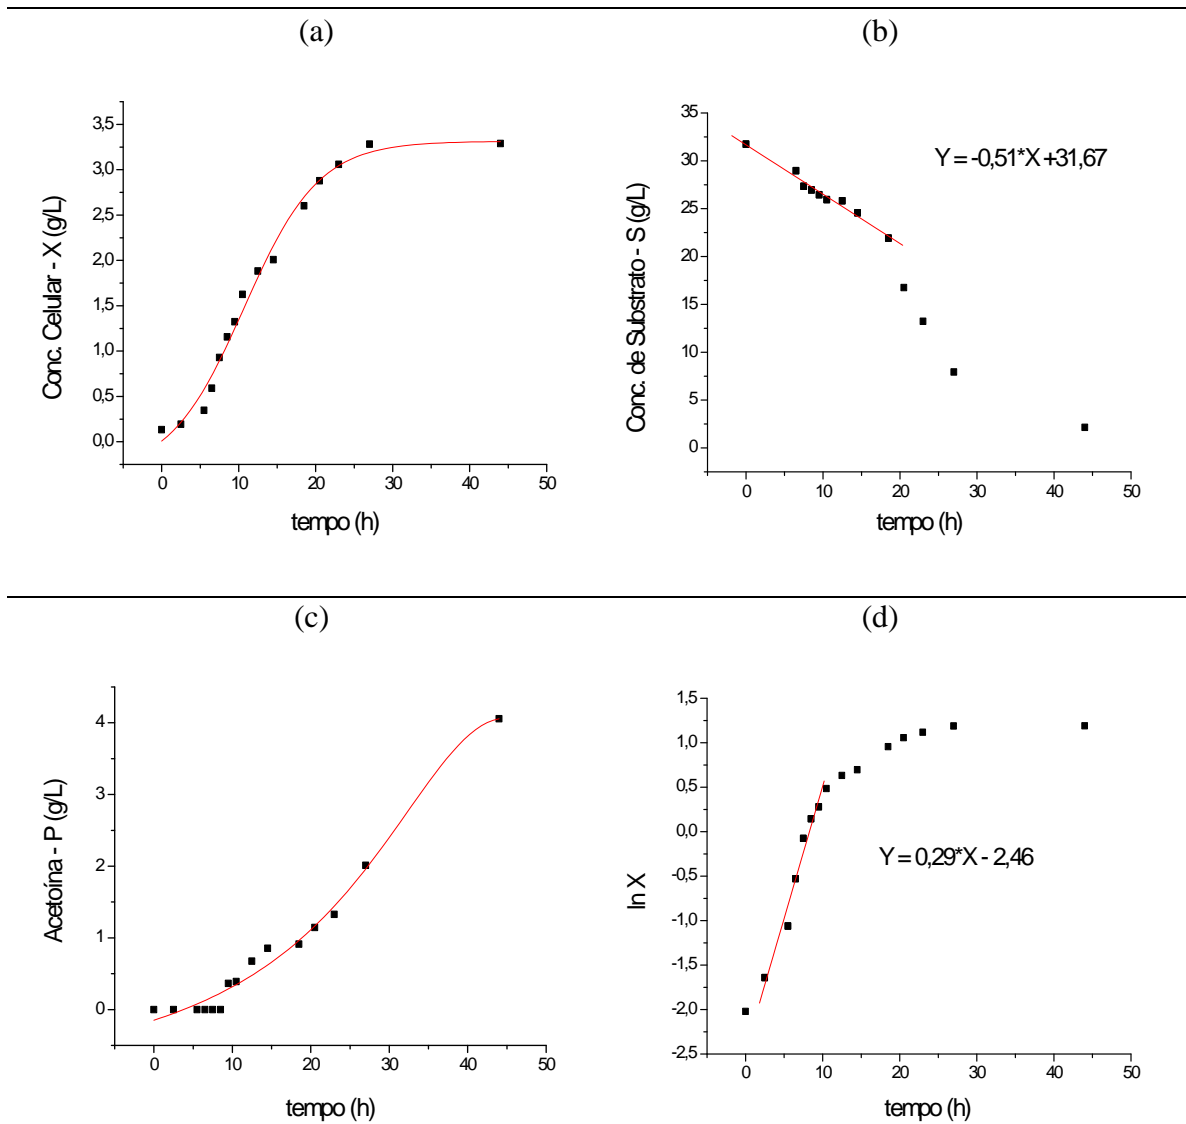 (a)
(b)
3,5
3,0
2,5
2,0
1,5
1,0
0,5
0,0
Conc. Celular - X (g/L)
0 10 20 30 40 50
tempo (h)
35
30
25
20
15
10
5
0
Conc. de Substrato - S (g/L)
Y = -0,51*X +31,67
0 10 20 30 40 50
tempo (h)
(c)
(d)
4
3
2
1
0
Acetoína - P (g/L)
0 10 20 30 40 50
tempo (h)
1,5
1,0
0,5
0,0
-0,5
-1,0
-1,5
-2,0
-2,5
ln X
Y = 0,29*X - 2,46
0 10 20 30 40 50
tempo (h)